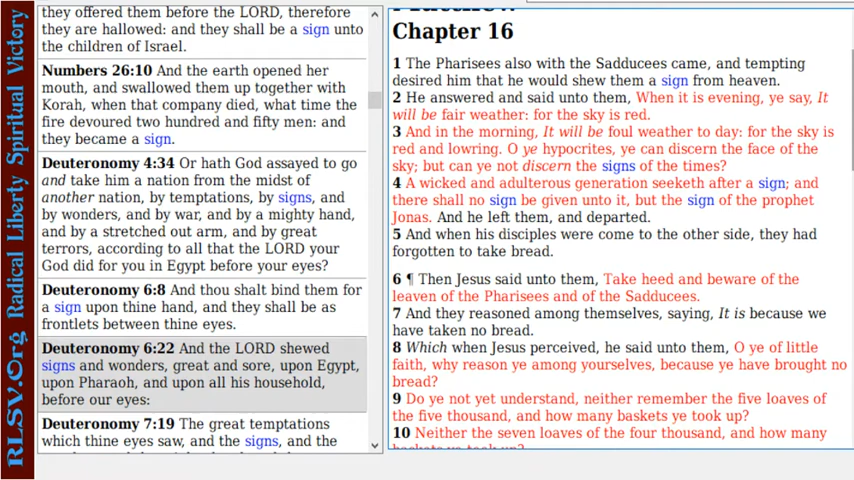 RLSV.Org Radical Liberty Spiritual Victory
they offered them before the LORD, therefore
they are hallowed: and they shall be a sign unto
the children of Israel.
Numbers 26:10 And the earth opened her
mouth, and swallowed them up together with
Korah, when that company died, what time the
fire devoured two hundred and fifty men: and
they became a sign.
Deuteronomy 4:34 Or hath God assayed to go
and take him a nation from the midst of
another nation, by temptations, by signs, and
by wonders, and by war, and by a mighty hand,
and by a stretched out arm, and by great
terrors, according to all that the LORD your
God did for you in Egypt before your eyes?
Deuteronomy 6:8 And thou shalt bind them for
a sign upon thine hand, and they shall be as
frontlets between thine eyes.
Deuteronomy 6:22 And the LORD shewed
signs and wonders, great and sore, upon Egypt,
upon Pharaoh, and upon all his household,
before our eyes:
Deuteronomy 7:19 The great temptations
which thine eyes saw, and the signs, and the
Chapter 16
1 The Pharisees also with the Sadducees came, and tempting
desired him that he would shew them a sign from heaven.
2 He answered and said unto them, When it is evening, ye say, It
will be fair weather: for the sky is red.
3 And in the morning, It will be foul weather to day: for the sky is
red and lowring. O ye hypocrites, ye can discern the face of the
sky; but can ye not discern the signs of the times?
4 A wicked and adulterous generation seeketh after a sign; and
there shall no sign be given unto it, but the sign of the prophet
Jonas. And he left them, and departed.
5 And when his disciples were come to the other side, they had
forgotten to take bread.
6 ¶ Then Jesus said unto them, Take heed and beware of the
leaven of the Pharisees and of the Sadducees.
7 And they reasoned among themselves, saying, It is because we
have taken no bread.
8 Which when Jesus perceived, he said unto them, O ye of little
faith, why reason ye among yourselves, because ye have brought no
bread?
9 Do ye not yet understand, neither remember the five loaves of
the five thousand, and how many baskets ye took up?
10 Neither the seven loaves of the four thousand, and how many